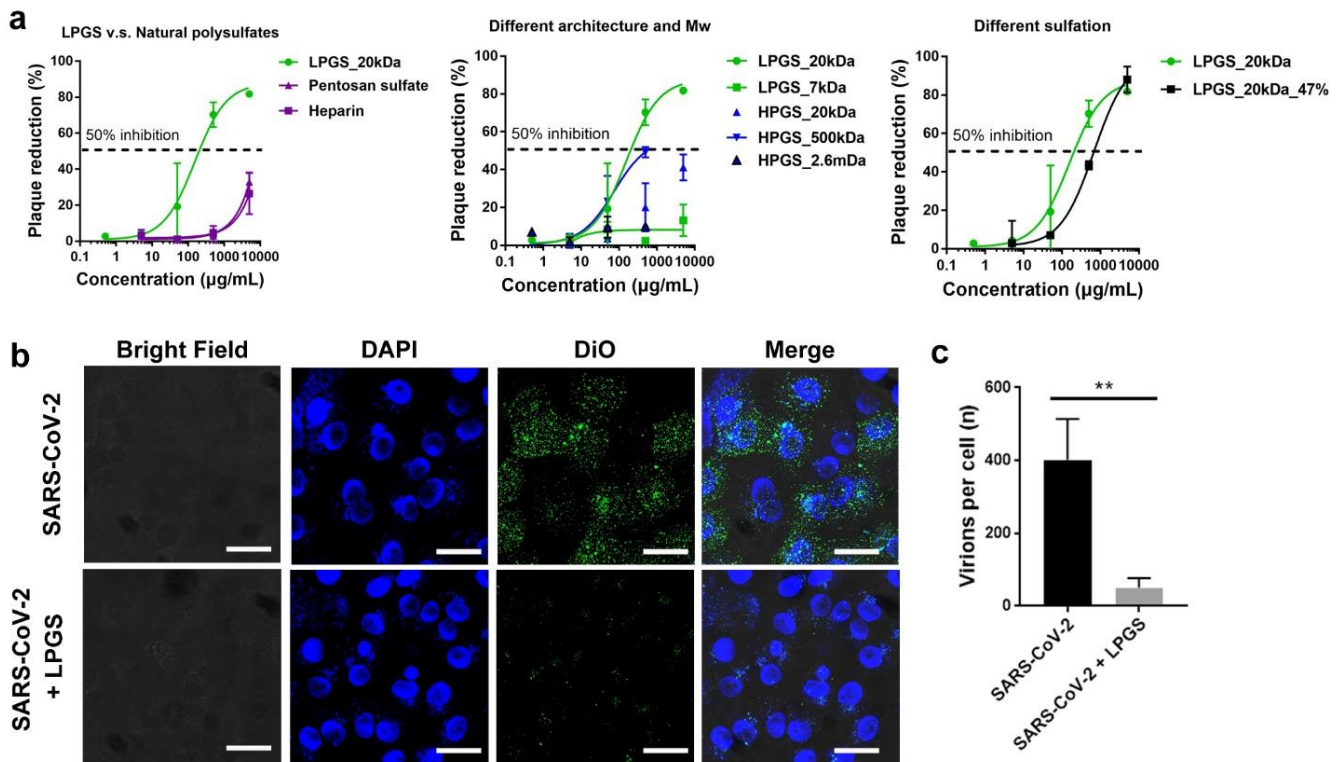 a
LPGS v.s. Natural polysulfates
Plaque reduction (%)
100
80
60
40
20
0
50% inhibition
0.1 1 10 100 1000 10000
Concentration (µg/mL)
LPGS_20kDa
Pentosan sulfate
Heparin
Different architecture and Mw
Plaque reduction (%)
100
80
60
40
20
0
50% inhibition
0.1 1 10 100 1000 10000
Concentration (µg/mL)
LPGS_20kDa
LPGS_7kDa
HPGS_20kDa
HPGS_500kDa
HPGS_2.6mDa
Different sulfation
Plaque reduction (%)
100
80
60
40
20
0
50% inhibition
0.1 1 10 100 1000 10000
Concentration (µg/mL)
LPGS_20kDa
LPGS_20kDa_47%
b
Bright Field DAPI DiO Merge
SARS-CoV-2
SARS-CoV-2
+ LPGS
c
Virions per cell (n)
600
400
200
0
**
SARS-CoV-2
SARS-CoV-2 + LPGS